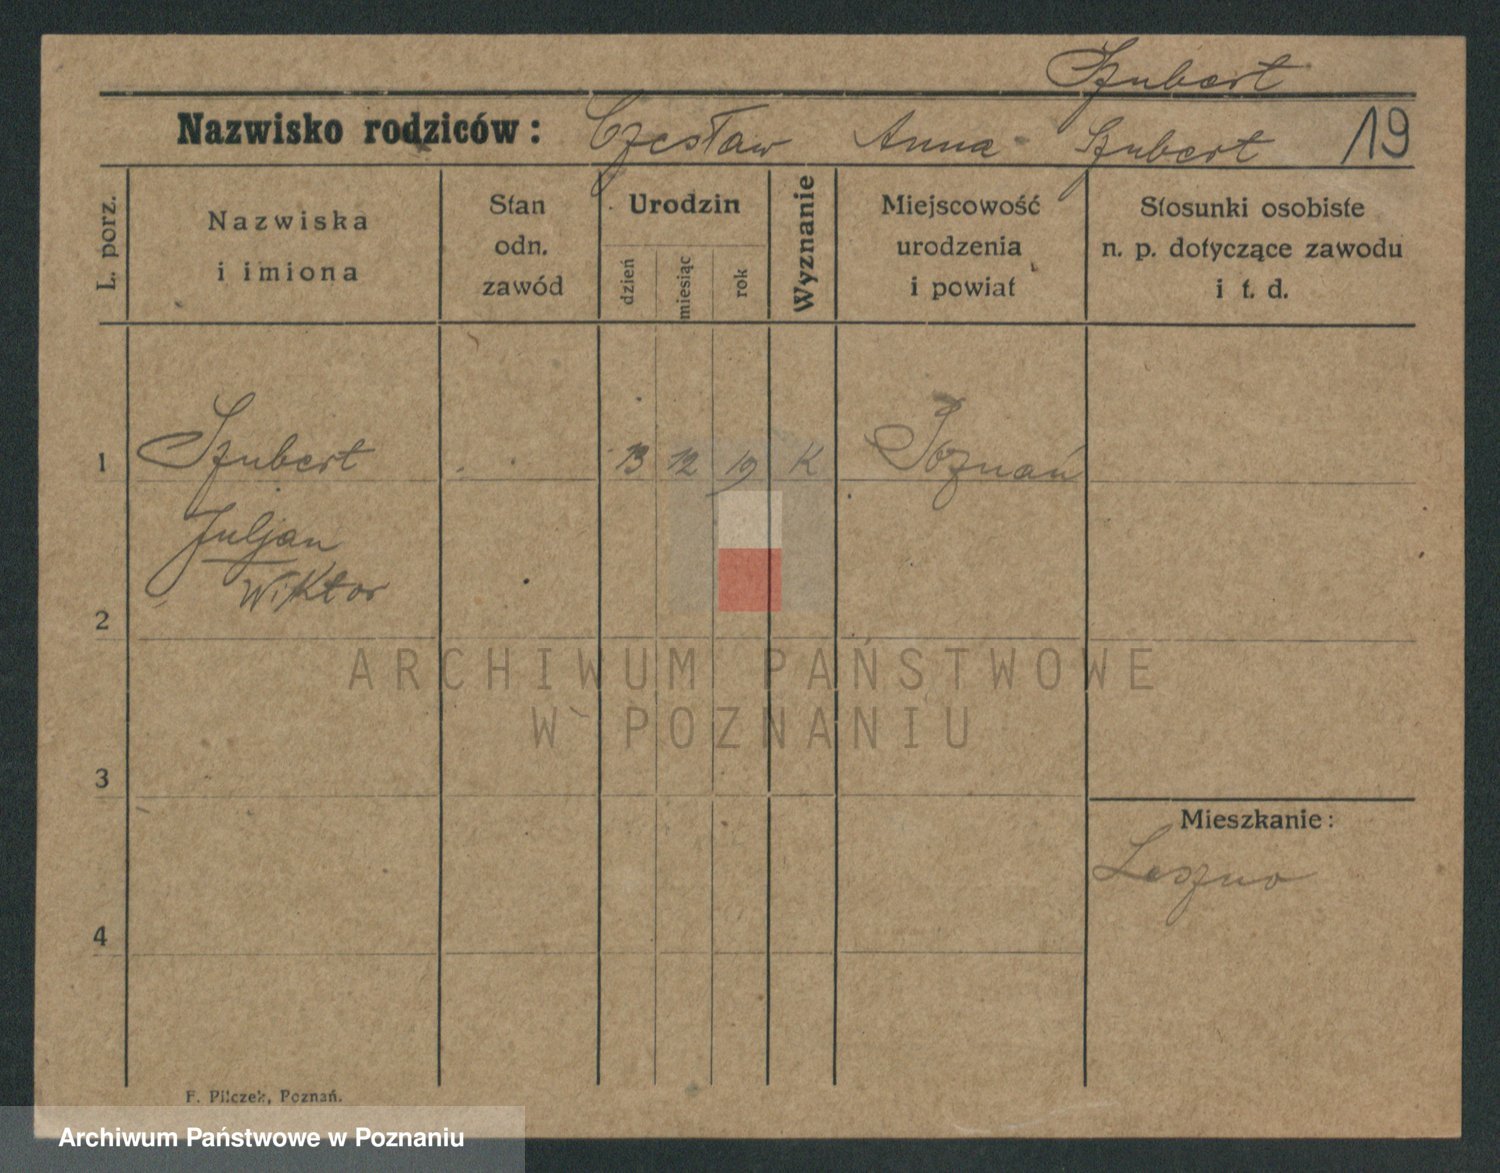 Szubert
Nazwisko rodziców: Czesław Anna Szubert 19
L. porz.
Nazwiska
i imiona
Stan
odn.
zawód
Urodzin
dzień
miesiąc
rok
Wyznanie
Miejscowość
urodzenia
i powiat
Stosunki osobiste
n. p. dotyczące zawodu
i t. d.
1 Szubert 13 12 19 K Poznań
Juljan
Wiktor
2
ARCHIWUM PAŃSTWOWE
W POZNANIU
3
Mieszkanie:
Leszno
4
F. Pilczek, Poznań.
Archiwum Państwowe w Poznaniu